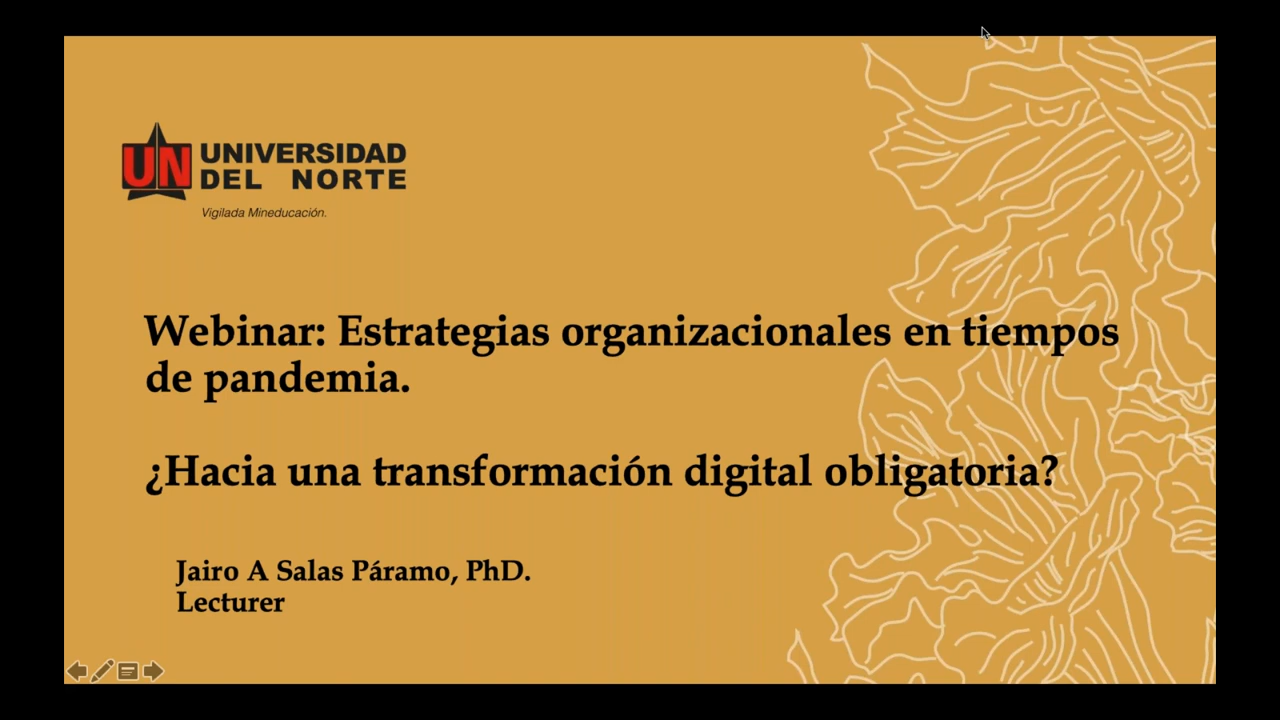 UN UNIVERSIDAD
DEL NORTE
Vigilada Mineducación.
Webinar: Estrategias organizacionales en tiempos
de pandemia.
¿Hacia una transformación digital obligatoria?
Jairo A Salas Páramo, PhD.
Lecturer